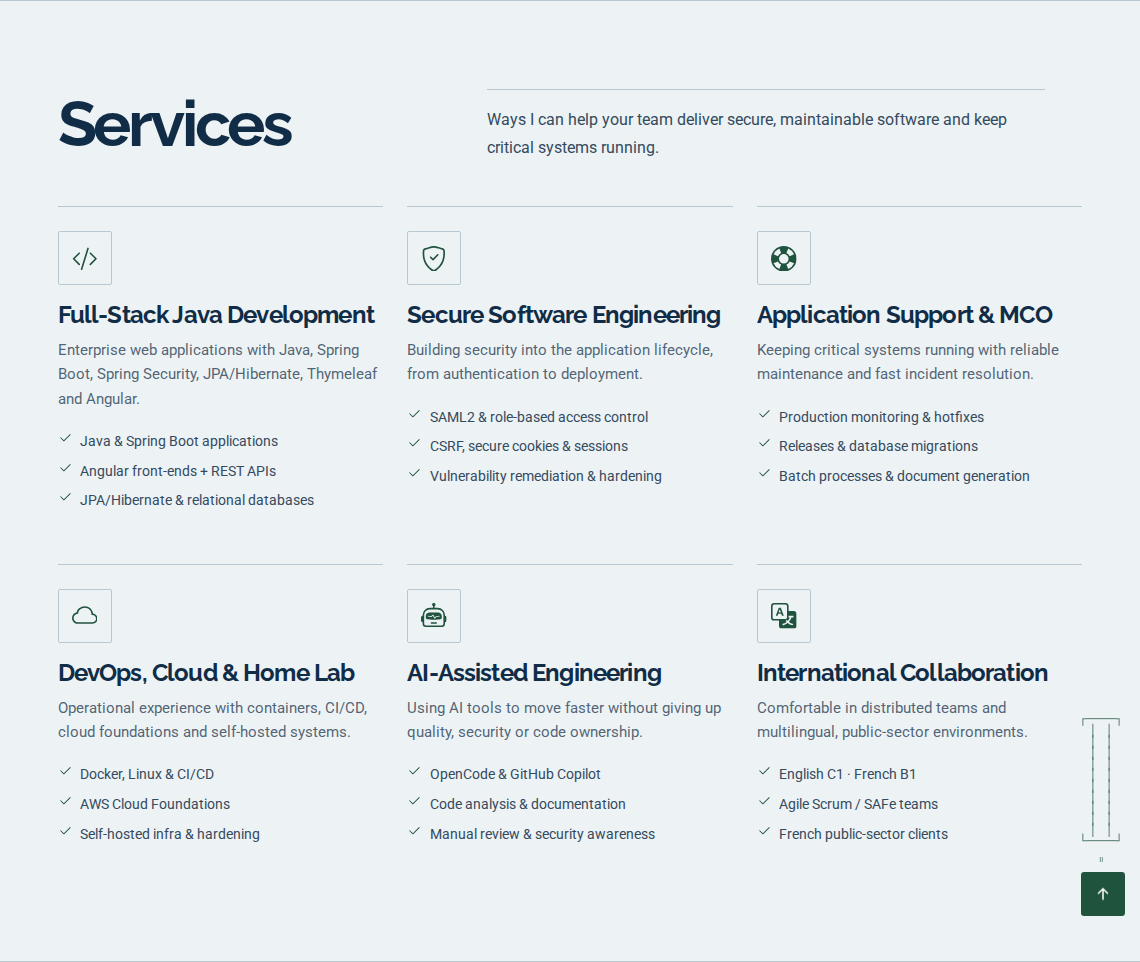 Services
Ways I can help your team deliver secure, maintainable software and keep
critical systems running.
Full-Stack Java Development
Enterprise web applications with Java, Spring
Boot, Spring Security, JPA/Hibernate, Thymeleaf
and Angular.
Java & Spring Boot applications
Angular front-ends + REST APIs
JPA/Hibernate & relational databases
Secure Software Engineering
Building security into the application lifecycle,
from authentication to deployment.
SAML2 & role-based access control
CSRF, secure cookies & sessions
Vulnerability remediation & hardening
Application Support & MCO
Keeping critical systems running with reliable
maintenance and fast incident resolution.
Production monitoring & hotfixes
Releases & database migrations
Batch processes & document generation
DevOps, Cloud & Home Lab
Operational experience with containers, CI/CD,
cloud foundations and self-hosted systems.
Docker, Linux & CI/CD
AWS Cloud Foundations
Self-hosted infra & hardening
AI-Assisted Engineering
Using AI tools to move faster without giving up
quality, security or code ownership.
OpenCode & GitHub Copilot
Code analysis & documentation
Manual review & security awareness
A 文
International Collaboration
Comfortable in distributed teams and
multilingual, public-sector environments.
English C1 · French B1
Agile Scrum / SAFe teams
French public-sector clients